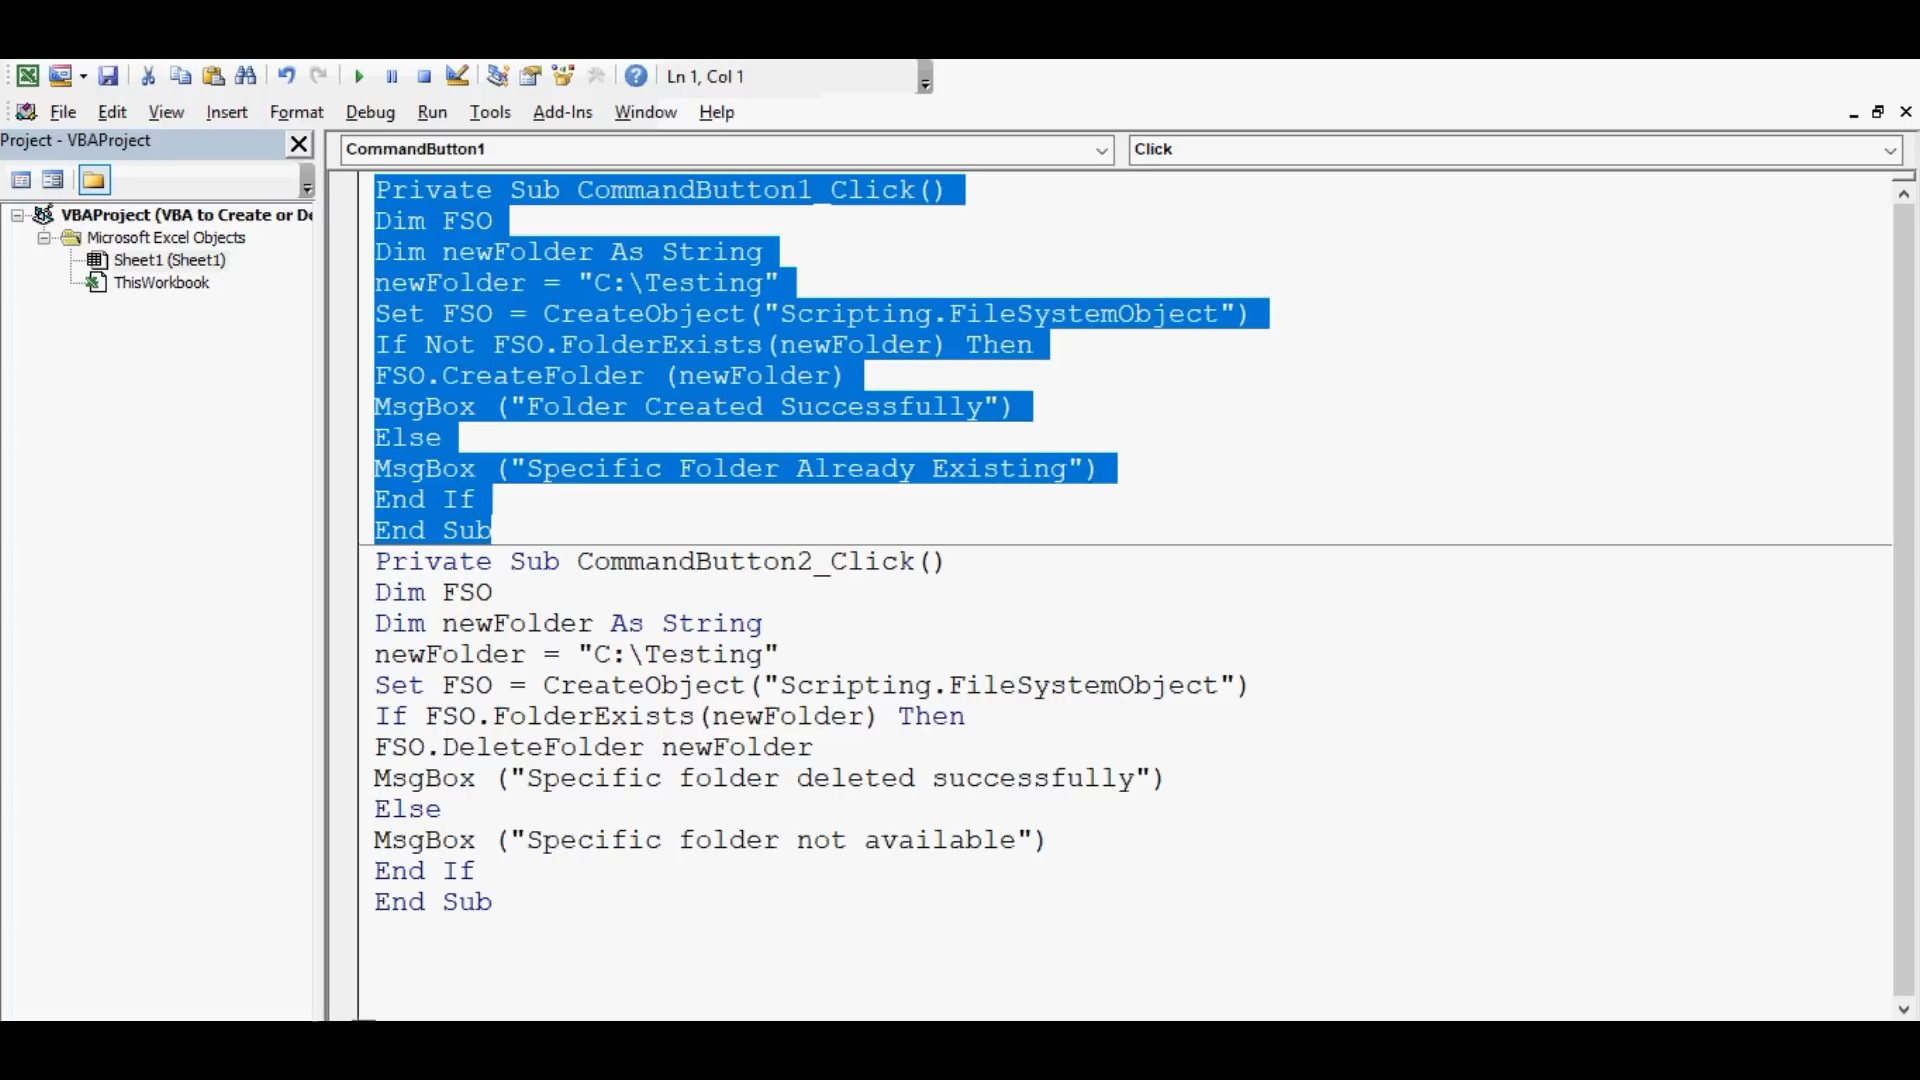 Ln 1, Col 1
File Edit View Insert Format Debug Run Tools Add-Ins Window Help
Project - VBAProject
CommandButton1
Click
VBAProject (VBA to Create or De
Microsoft Excel Objects
Sheet1 (Sheet1)
ThisWorkbook
Private Sub CommandButton1_Click()
Dim FSO
Dim newFolder As String
newFolder = "C:\Testing"
Set FSO = CreateObject("Scripting.FileSystemObject")
If Not FSO.FolderExists(newFolder) Then
FSO.CreateFolder (newFolder)
MsgBox ("Folder Created Successfully")
Else
MsgBox ("Specific Folder Already Existing")
End If
End Sub
Private Sub CommandButton2_Click()
Dim FSO
Dim newFolder As String
newFolder = "C:\Testing"
Set FSO = CreateObject("Scripting.FileSystemObject")
If FSO.FolderExists(newFolder) Then
FSO.DeleteFolder newFolder
MsgBox ("Specific folder deleted successfully")
Else
MsgBox ("Specific folder not available")
End If
End Sub